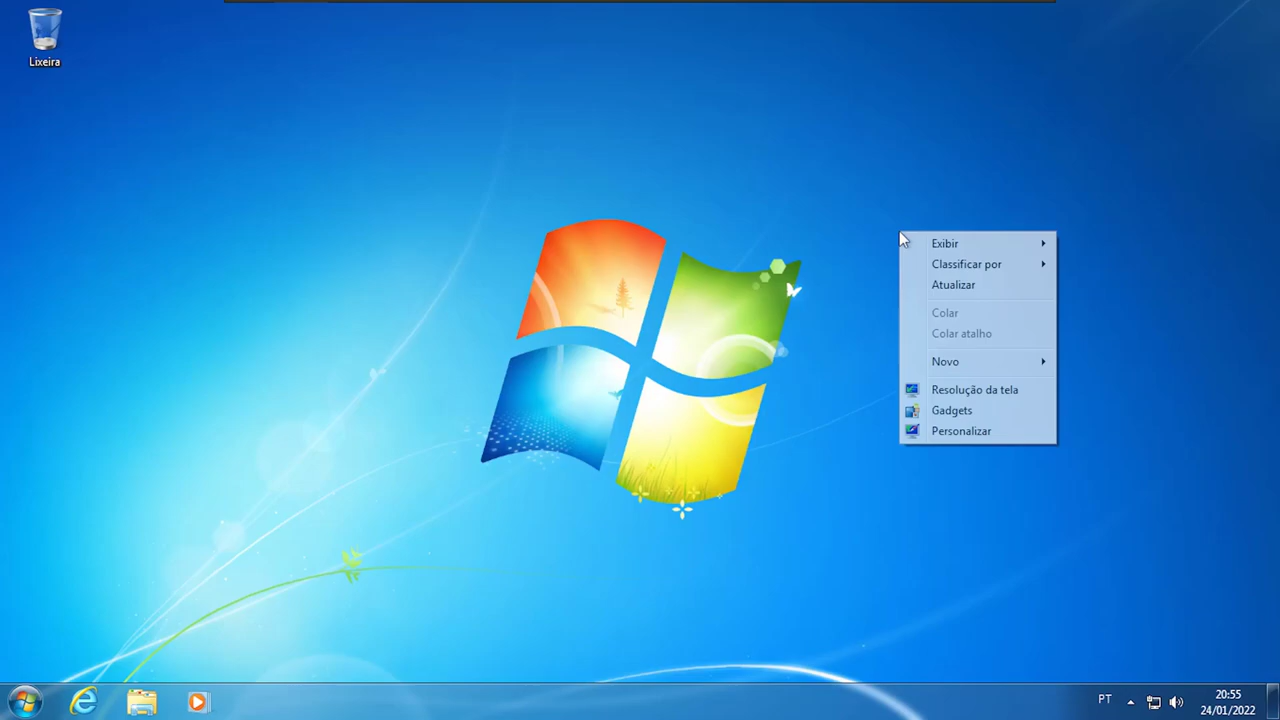 Lixeira
Exibir
Classificar por
Atualizar
Colar
Colar atalho
Novo
Resolução da tela
Gadgets
Personalizar
PT
20:55
24/01/2022